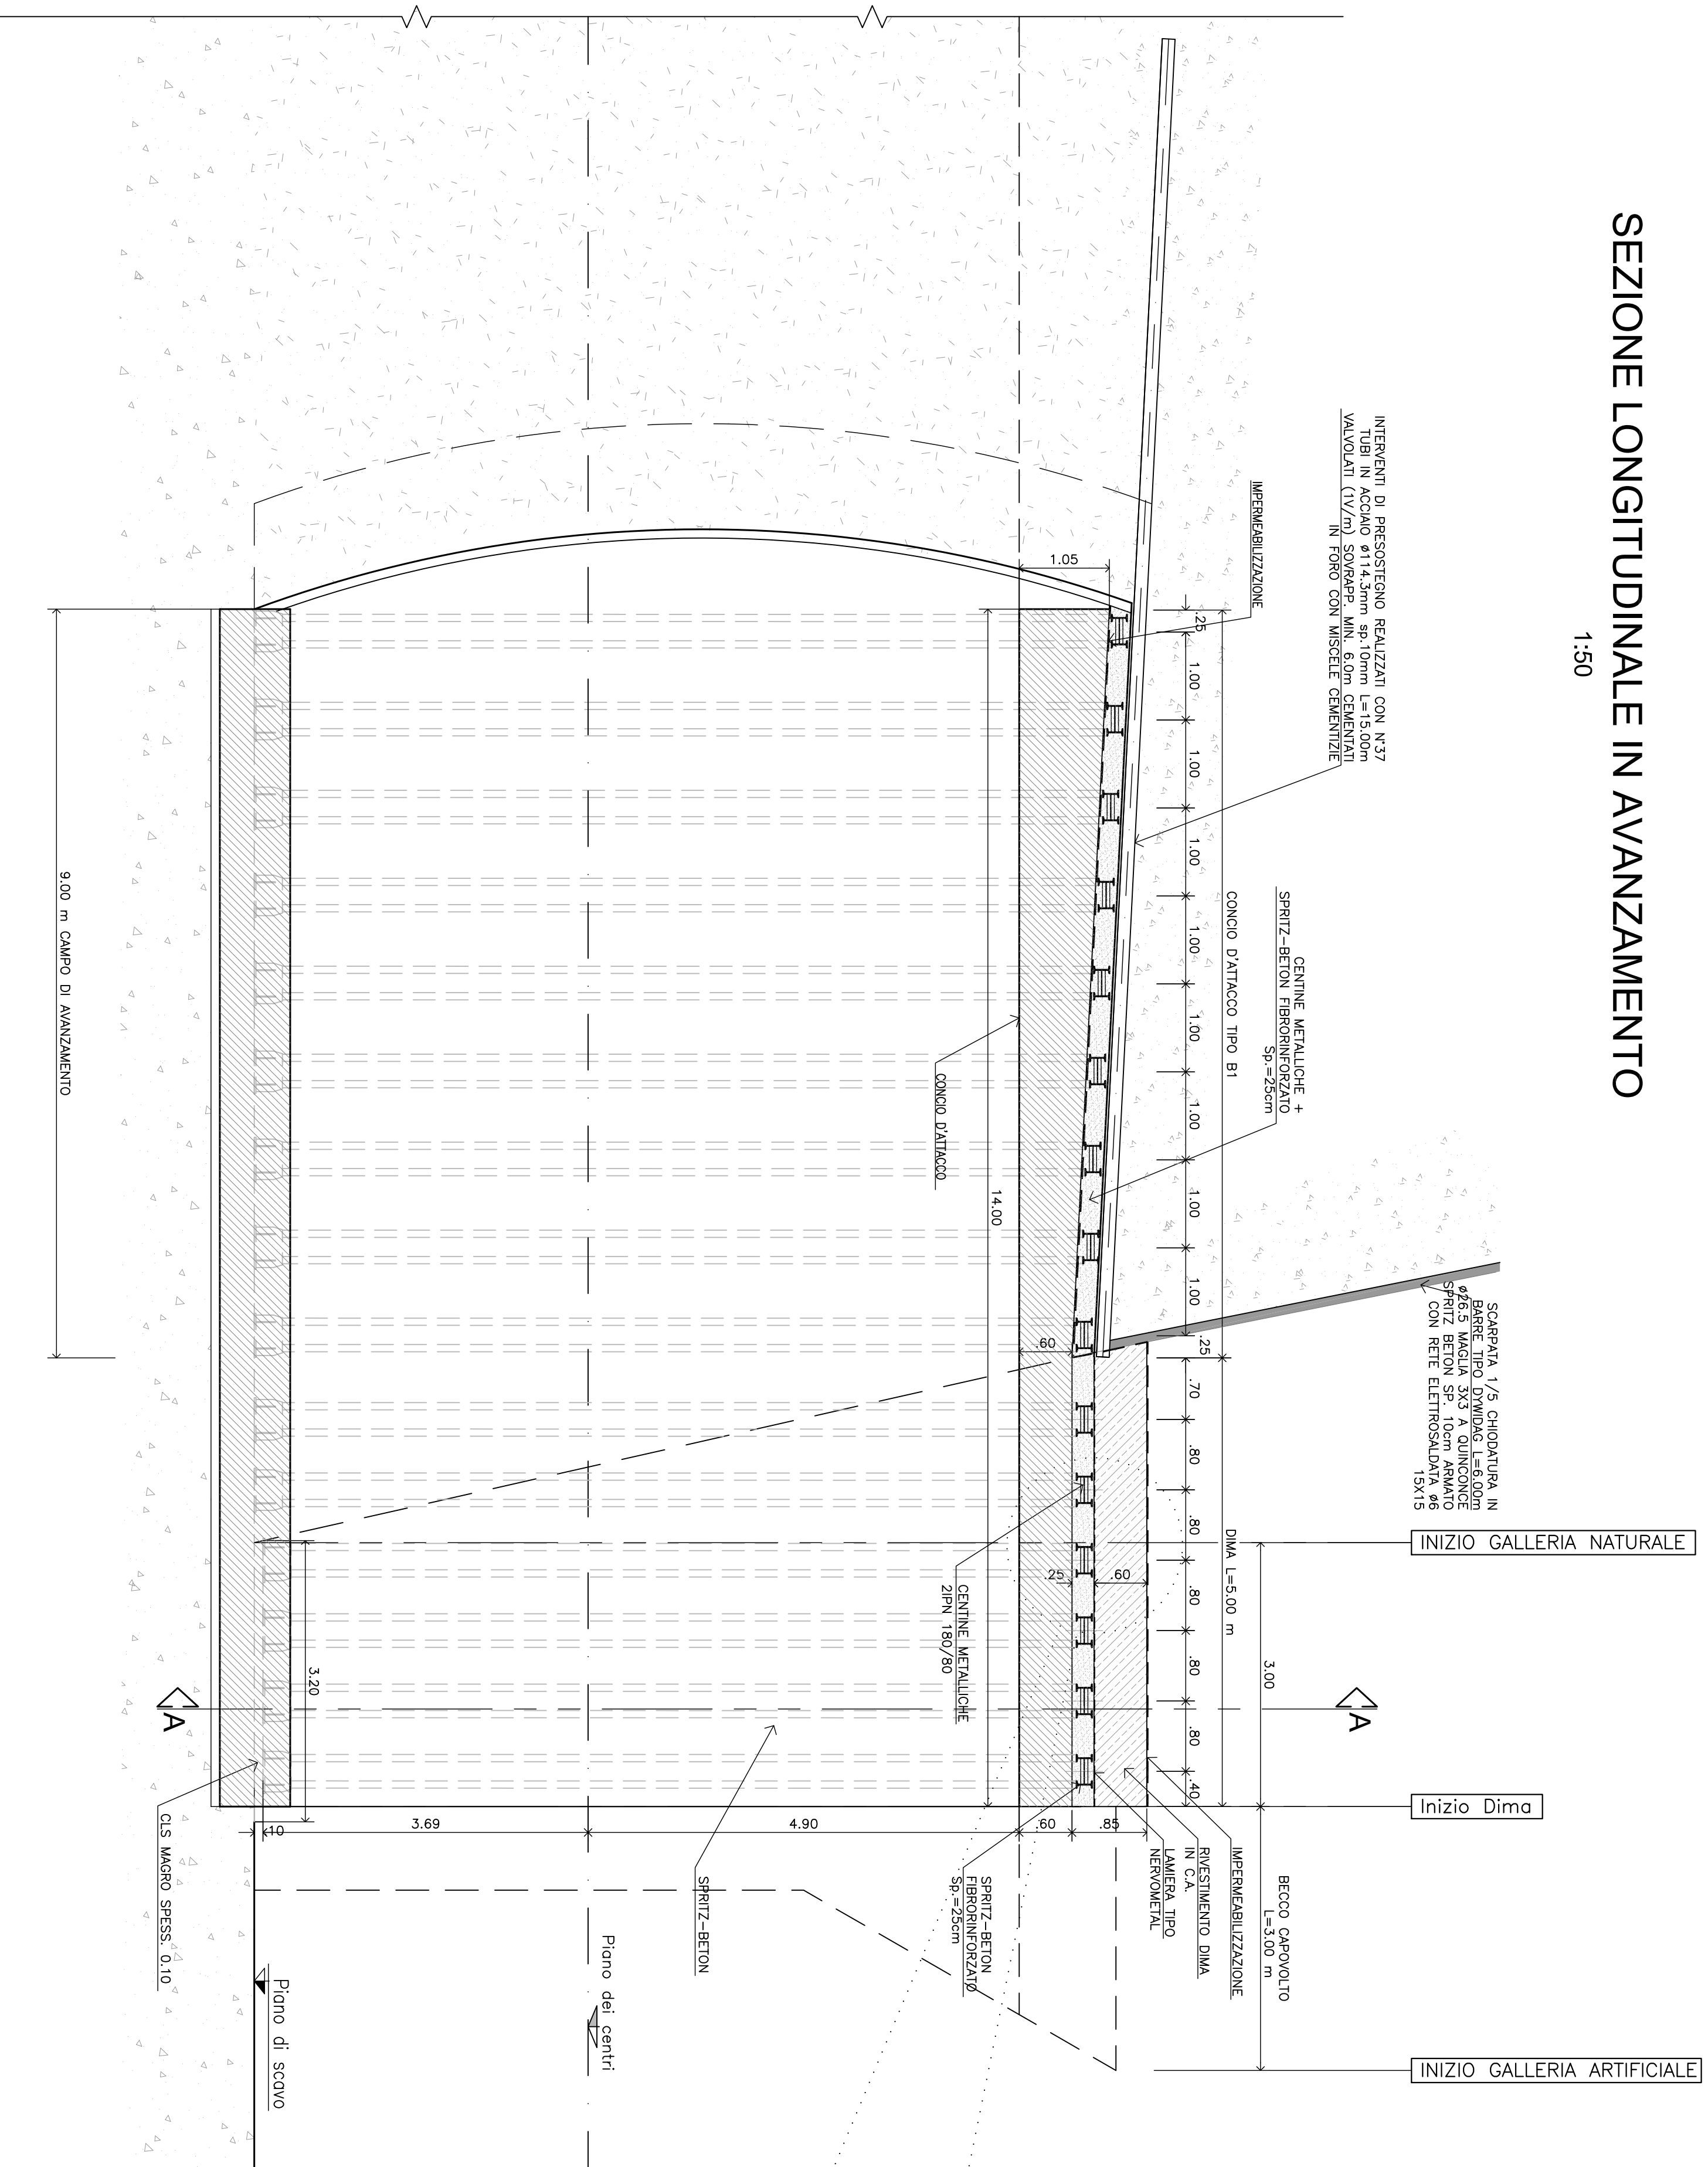 SEZIONE LONGITUDINALE IN AVANZAMENTO
1:50
INTERVENTI DI PRESOSTEGNO REALIZZATI CON N°37
TUBI IN ACCIAIO ø114.3mm sp.10mm L=15.00m
VALVOLATI (1V/m) SOVRAPP. MIN. 6.0m CEMENTATI
IN FORO CON MISCELE CEMENTIZIE
IMPERMEABILIZZAZIONE
CENTINE METALLICHE +
SPRITZ-BETON FIBRORINFORZATO
Sp.=25cm
SCARPATA 1/5 CHIODATURA IN
BARRE TIPO DYWIDAG L=6.00m
ø26.5 MAGLIA 3X3 A QUINCONCE
SPRITZ BETON SP. 10cm ARMATO
CON RETE ELETTROSALDATA ø6
15X15
INIZIO GALLERIA NATURALE
Inizio Dima
INIZIO GALLERIA ARTIFICIALE
3.00
BECCO CAPOVOLTO
L=3.00 m
CONCIO D'ATTACCO TIPO B1
DIMA L=5.00 m
.25
1.00
1.00
1.00
1.00
1.00
1.00
1.00
1.00
.25
.70
.80
.80
.80
.80
.80
.40
A
IMPERMEABILIZZAZIONE
RIVESTIMENTO DIMA
IN C.A.
LAMIERA TIPO
NERVOMETAL
1.05
.60
.25
.60
14.00
CONCIO D'ATTACCO
CENTINE METALLICHE
2IPN 180/80
SPRITZ-BETON
FIBRORINFORZATO
Sp.=25cm
SPRITZ-BETON
10
3.69
4.90
.60
.85
Piano dei centri
3.20
Piano di scavo
A
CLS MAGRO SPESS. 0.10
9.00 m CAMPO DI AVANZAMENTO